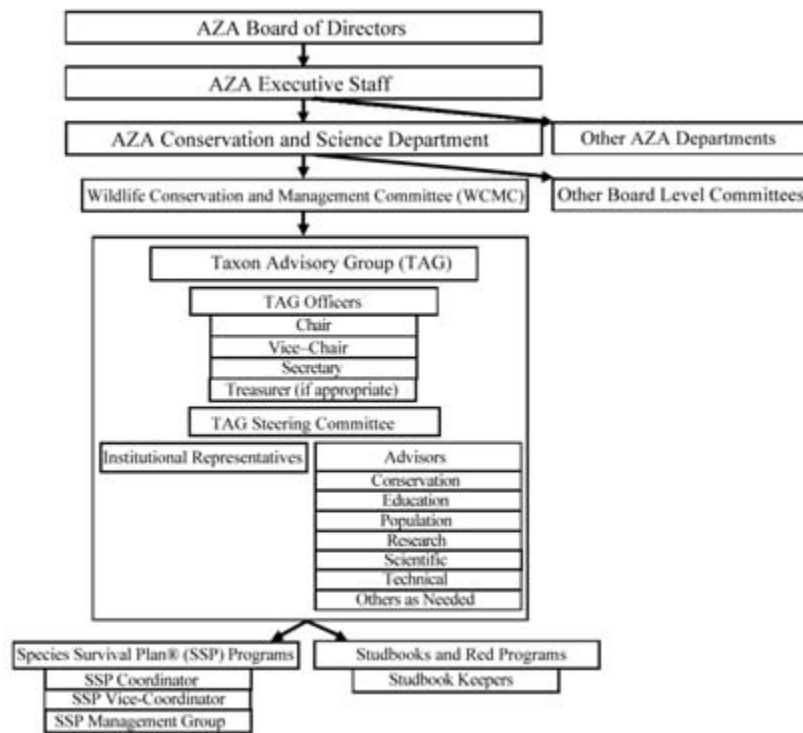 AZA Board of Directors
AZA Executive Staff
AZA Conservation and Science Department
Other AZA Departments
Wildlife Conservation and Management Committee (WCMC)
Other Board Level Committees
Taxon Advisory Group (TAG)
TAG Officers
Chair
Vice–Chair
Secretary
Treasurer (if appropriate)
TAG Steering Committee
Institutional Representatives
Advisors
Conservation
Education
Population
Research
Scientific
Technical
Others as Needed
Species Survival Plan® (SSP) Programs
SSP Coordinator
SSP Vice-Coordinator
SSP Management Group
Studbooks and Red Programs
Studbook Keepers